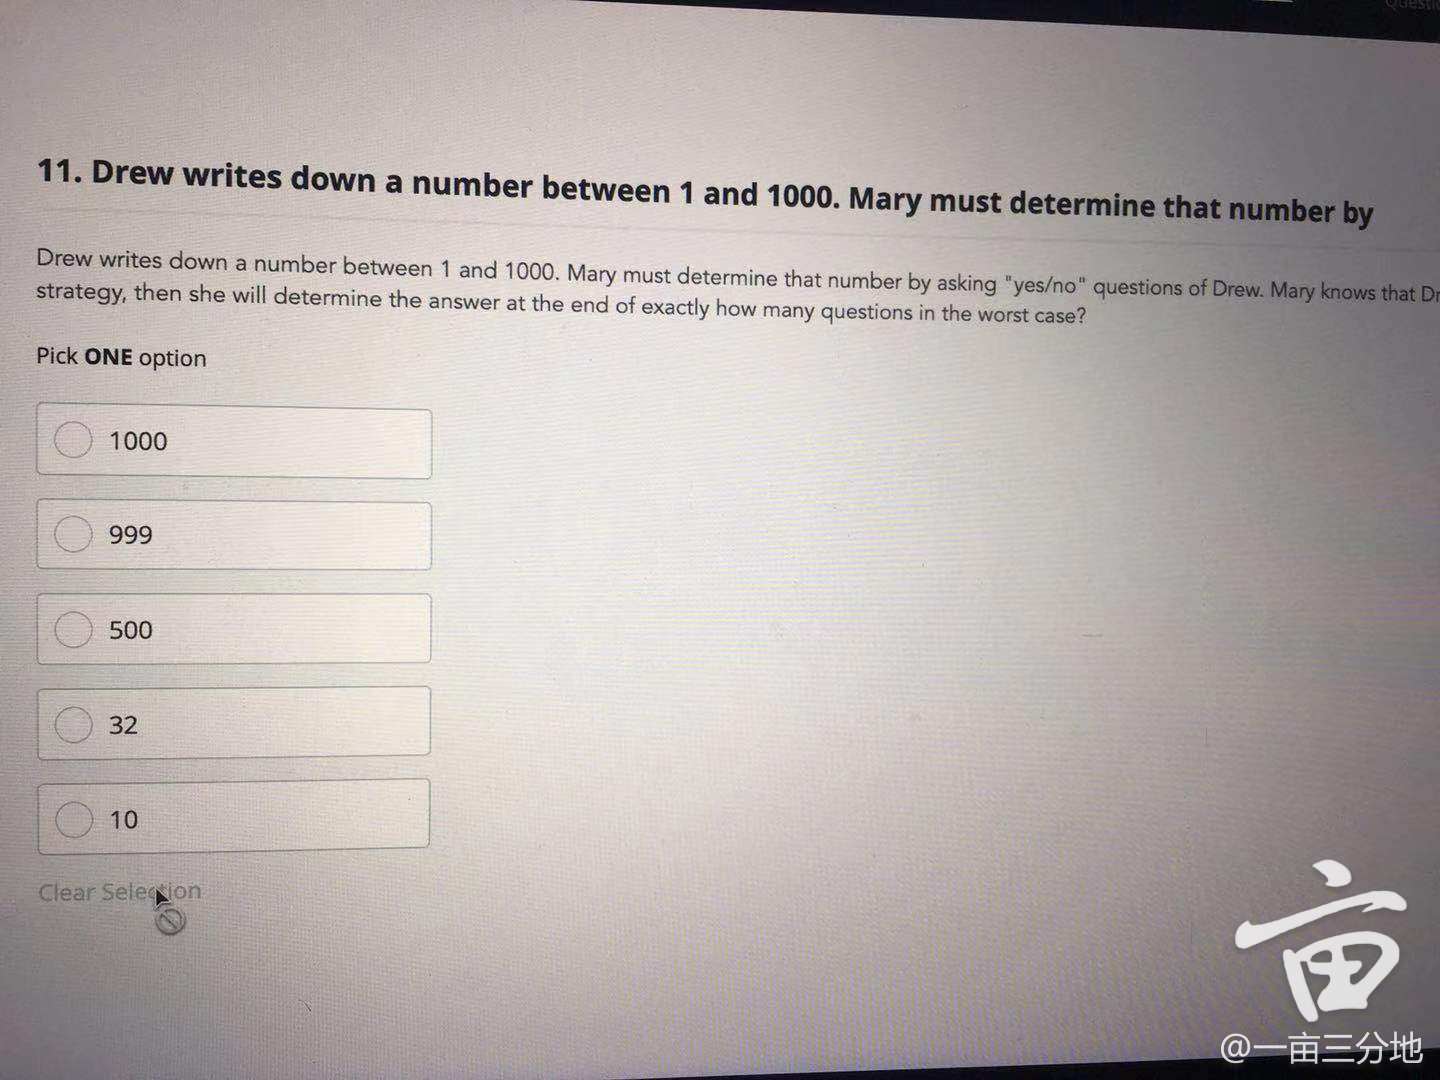 11. Drew writes down a number between 1 and 1000. Mary must determine that number by
Drew writes down a number between 1 and 1000. Mary must determine that number by asking "yes/no" questions of Drew. Mary knows that
strategy, then she will determine the answer at the end of exactly how many questions in the worst case?
Pick ONE option
1000
999
500
32
10
Clear Selection
亩
@一亩三分地